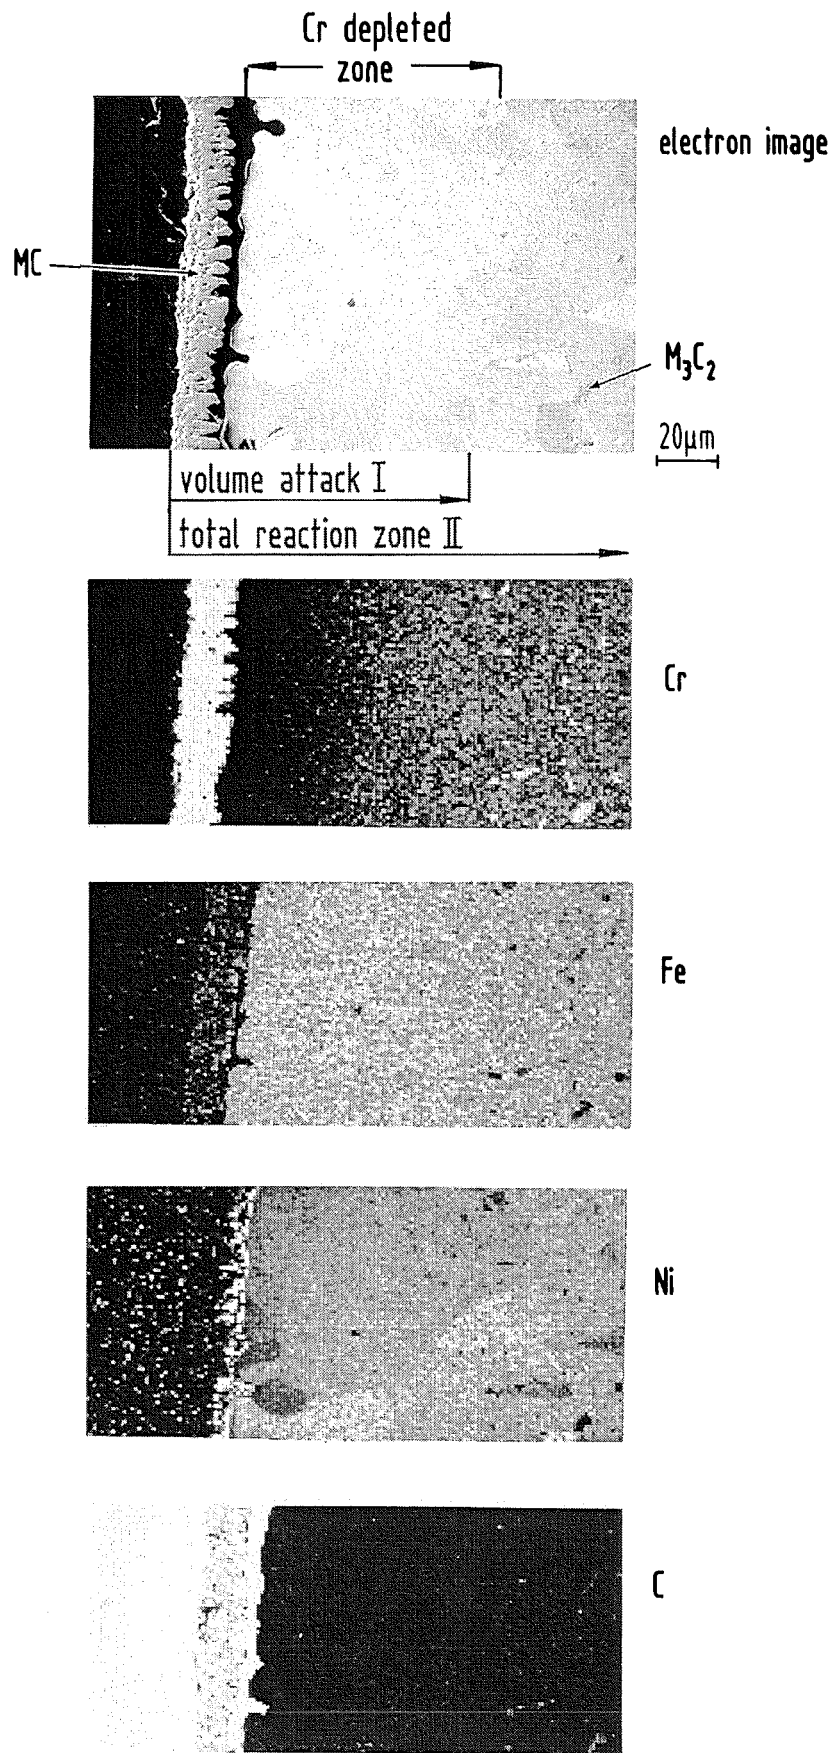 Cr depleted
zone
electron image
MC
M₃C₂
20µm
volume attack I
total reaction zone II
Cr
Fe
Ni
C